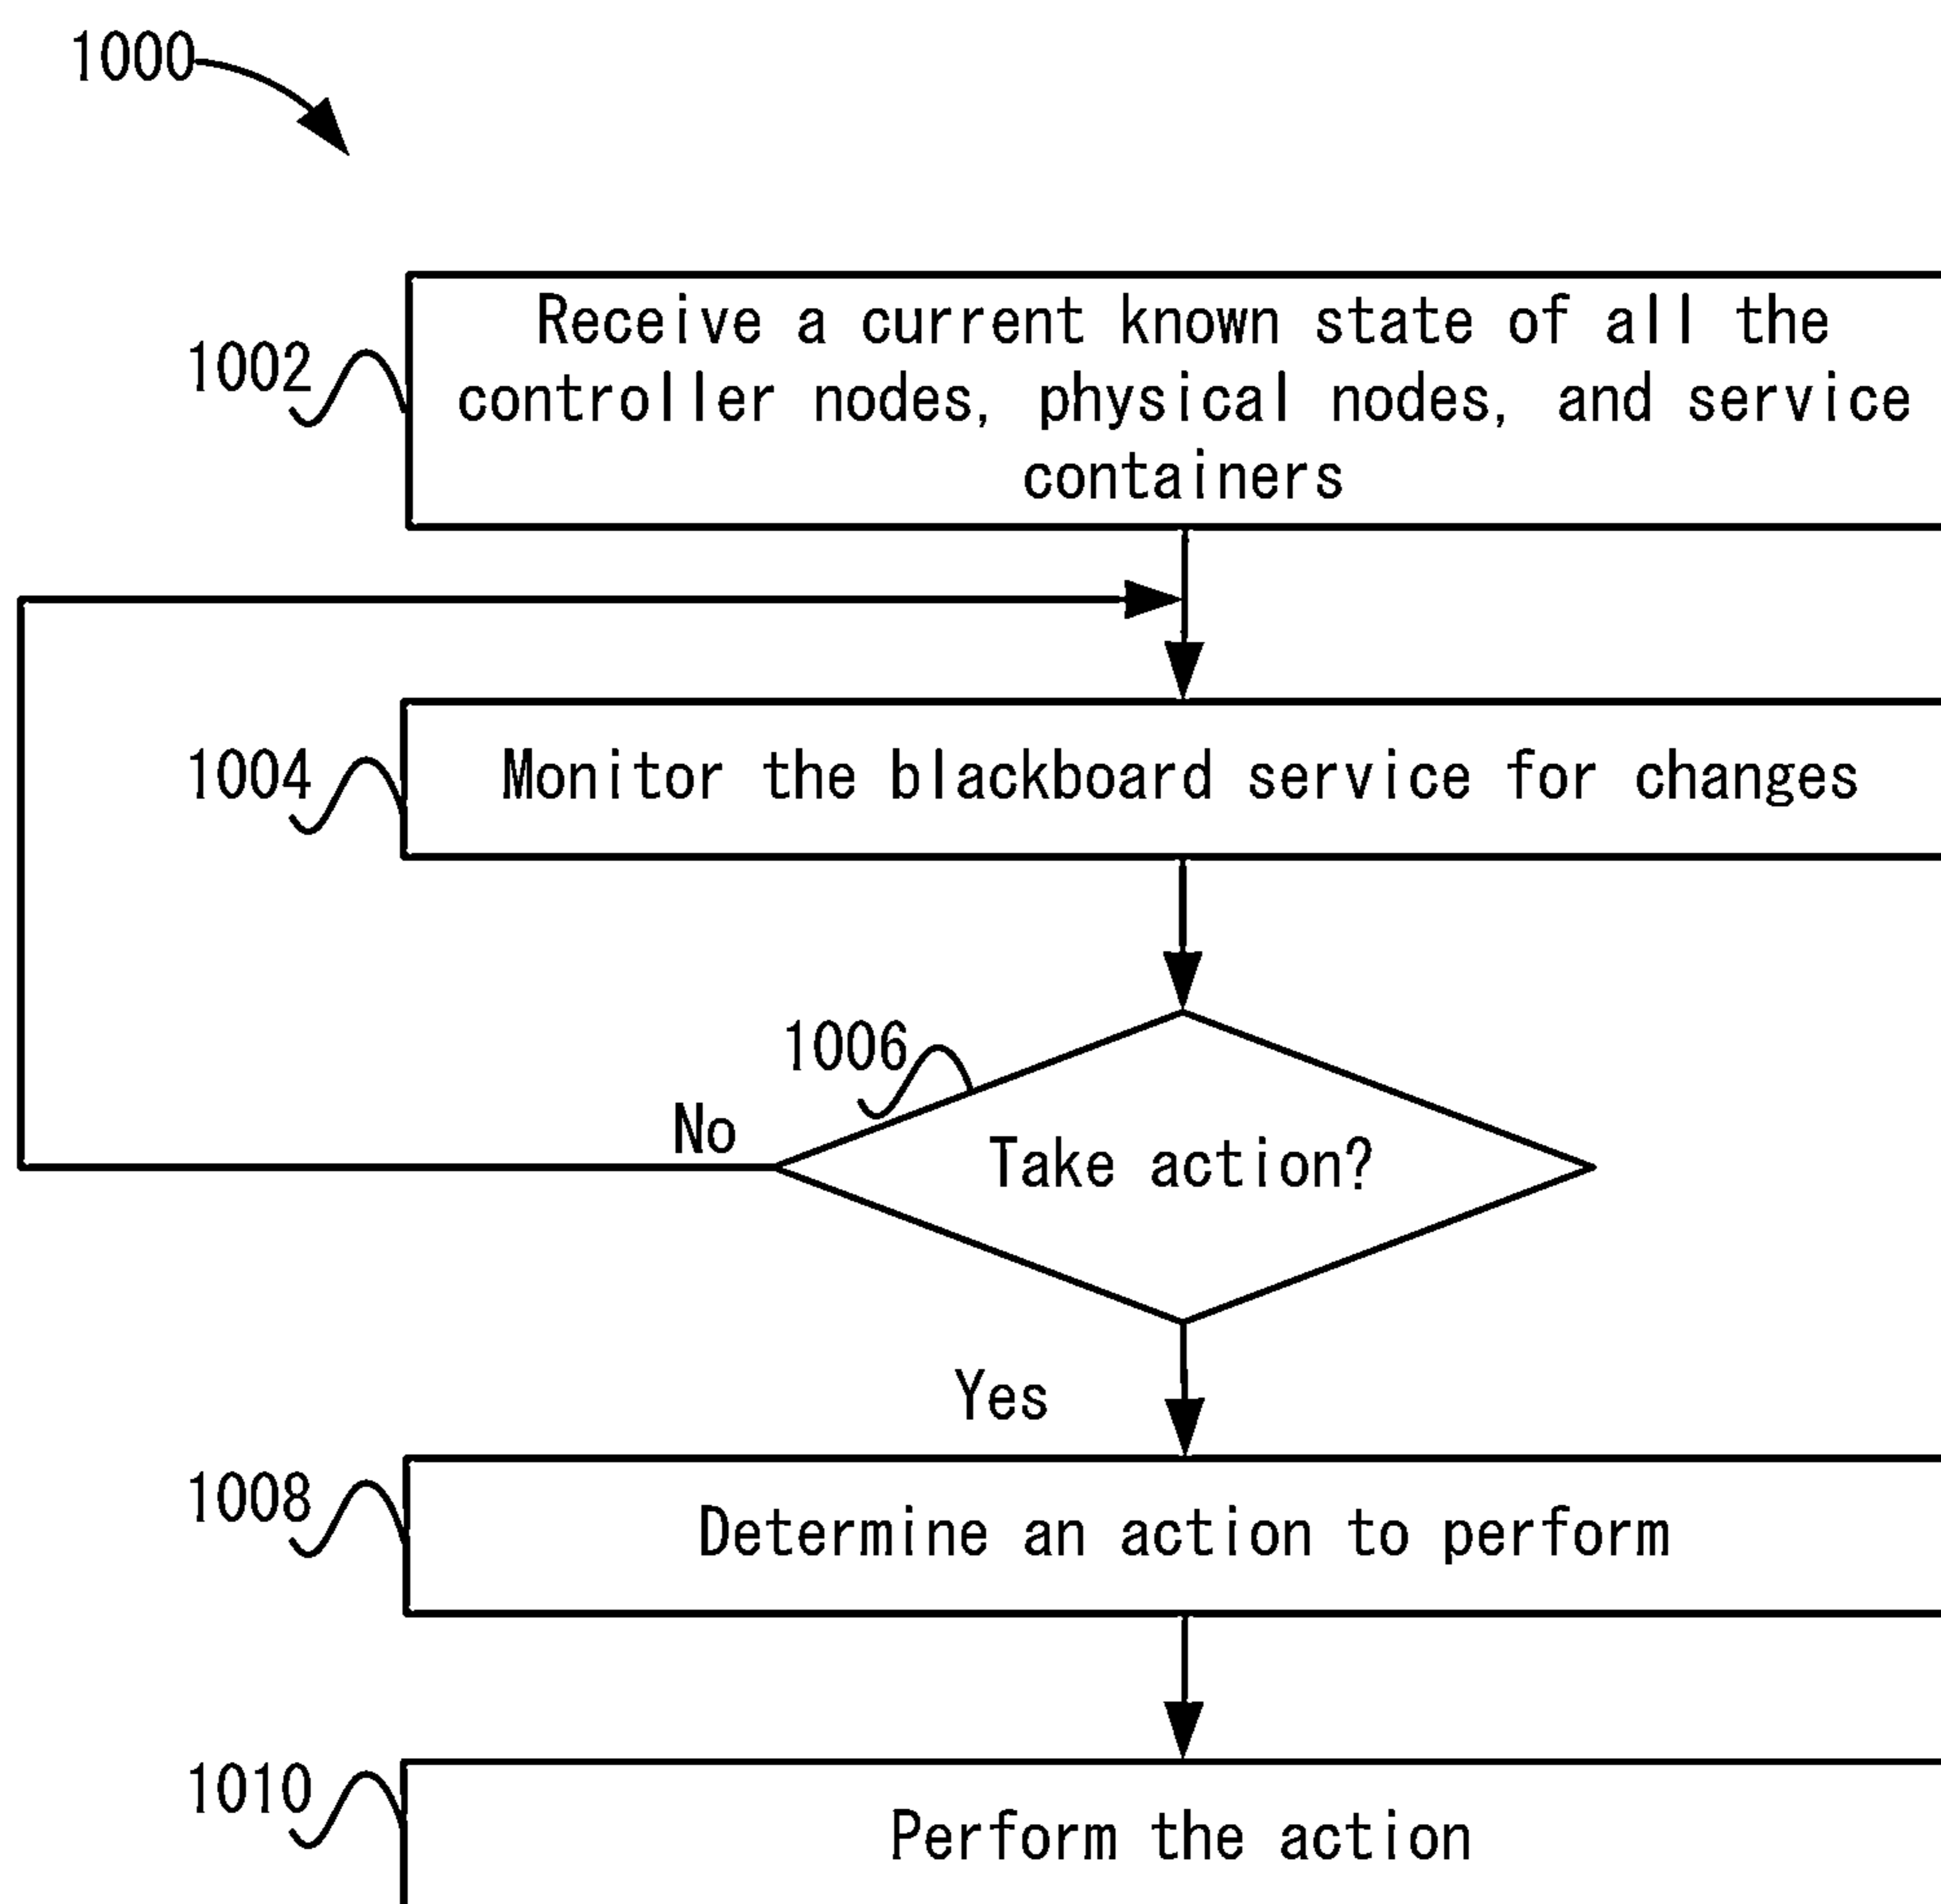 1000
1002
Receive a current known state of all the
controller nodes, physical nodes, and service
containers
1004
Monitor the blackboard service for changes
1006
No
Take action?
Yes
1008
Determine an action to perform
1010
Perform the action